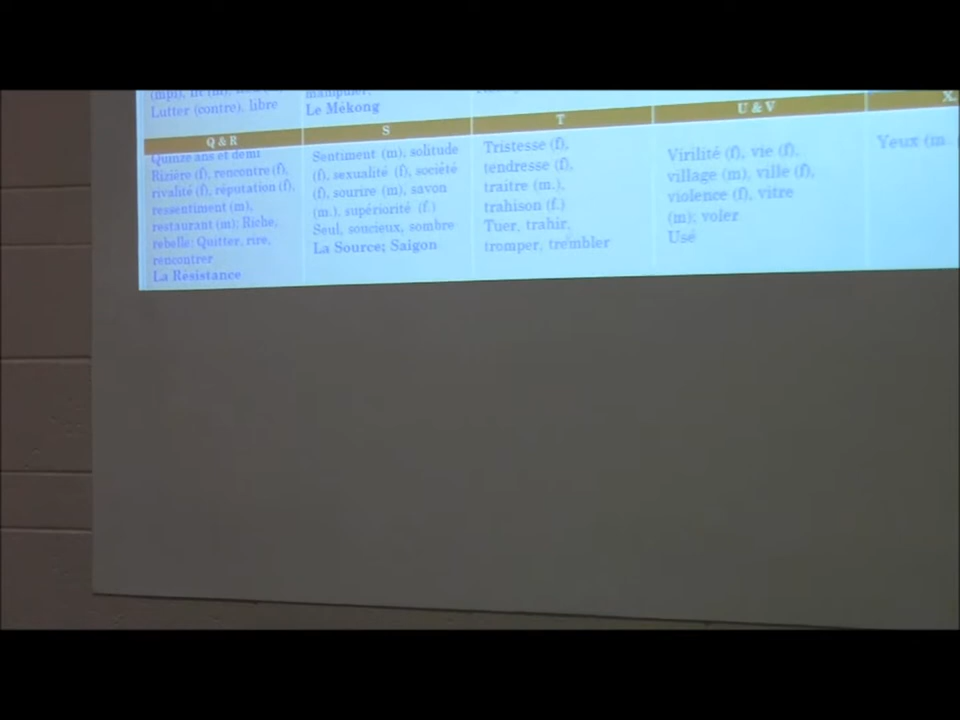 Lutter (contre), libre
Le Mékong
Q & R
Quinze ans et demi
Rizière (f), rencontre (f),
rivalité (f), réputation (f),
ressentiment (m),
restaurant (m); Riche,
rebelle; Quitter, rire,
rencontrer
La Résistance
S
Sentiment (m), solitude
(f), sexualité (f), société
(f), sourire (m), savon
(m.), supériorité (f.)
Seul, soucieux, sombre
La Source; Saigon
T
Tristesse (f),
tendresse (f),
traitre (m.),
trahison (f.)
Tuer, trahir,
tromper, trembler
U & V
Virilité (f), vie (f),
village (m), ville (f),
violence (f), vitre
(m); voler
Usé
X
Yeux (m